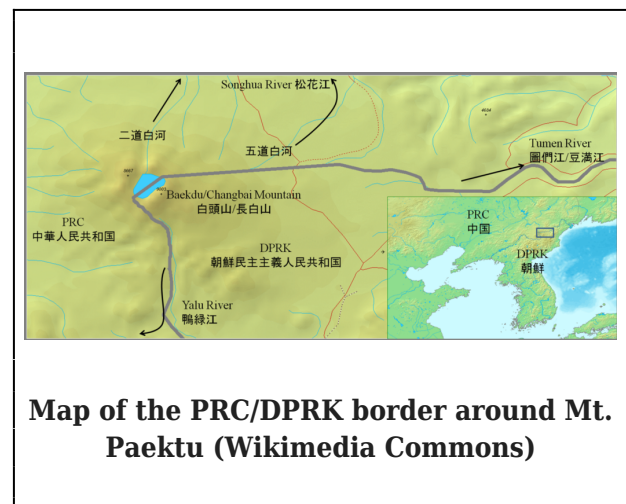 Songhua River 松花江
二道白河
五道白河
Tumen River
圖們江/豆滿江
Baekdu/Changbai Mountain
白頭山/長白山
PRC
中華人民共和国
DPRK
朝鮮民主主義人民共和国
Yalu River
鴨緑江
PRC
中国
DPRK
朝鮮
Map of the PRC/DPRK border around Mt.
Paektu (Wikimedia Commons)